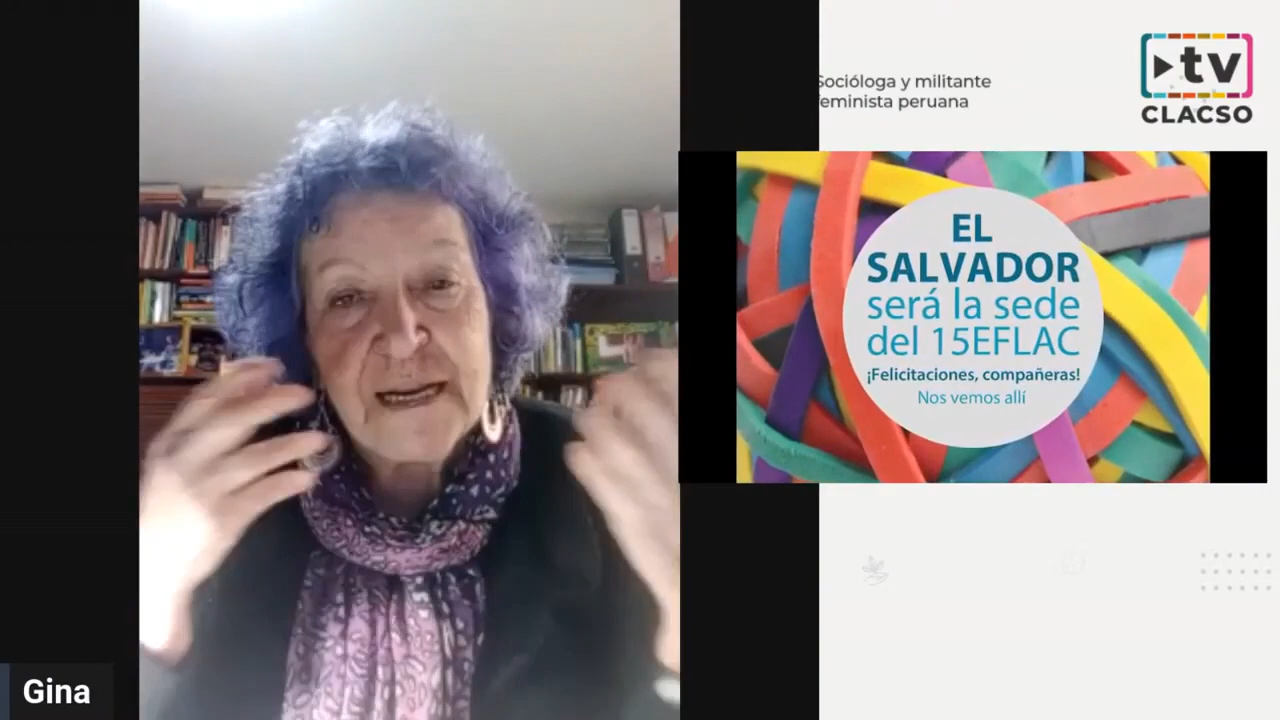 Socióloga y militante
feminista peruana
tv
CLACSO
EL
SALVADOR
será la sede
del 15EFLAC
¡Felicitaciones, compañeras!
Nos vemos allí
Gina